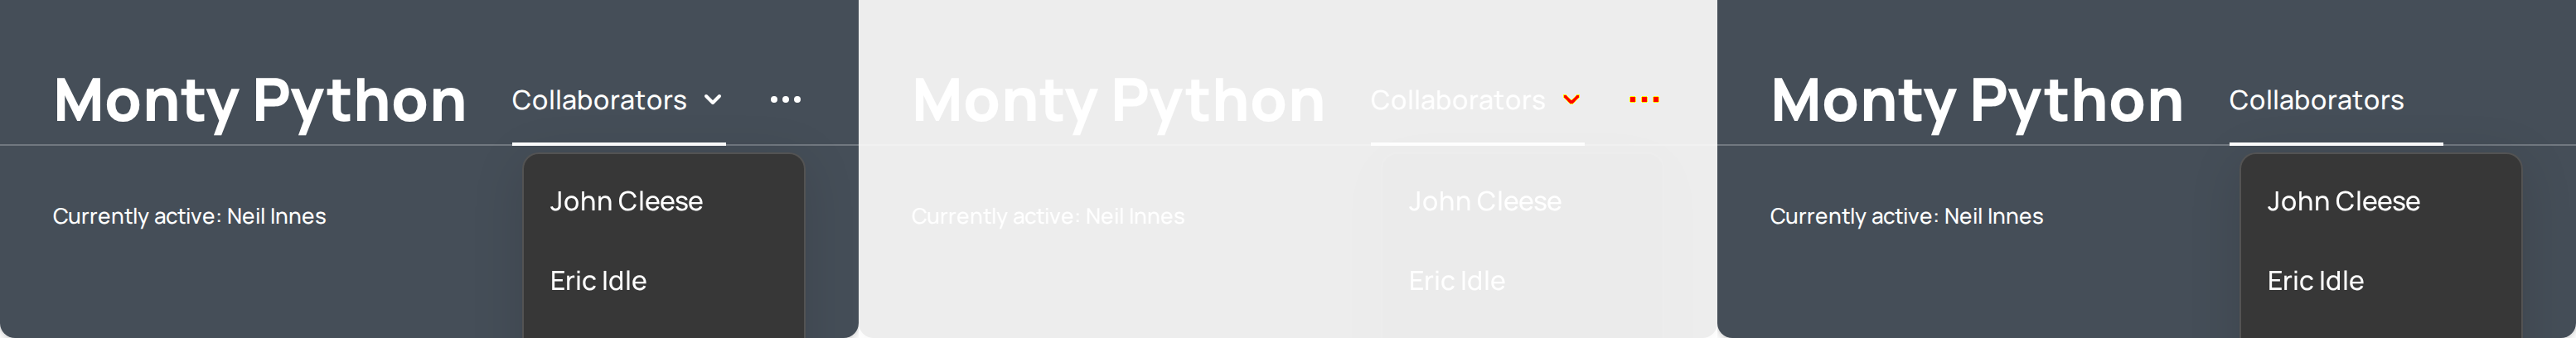 Monty Python Collaborators
John Cleese
Currently active: Neil Innes
Eric Idle
Monty Python Collaborators
John Cleese
Currently active: Neil Innes
Eric Idle
Monty Python Collaborators
John Cleese
Currently active: Neil Innes
Eric Idle